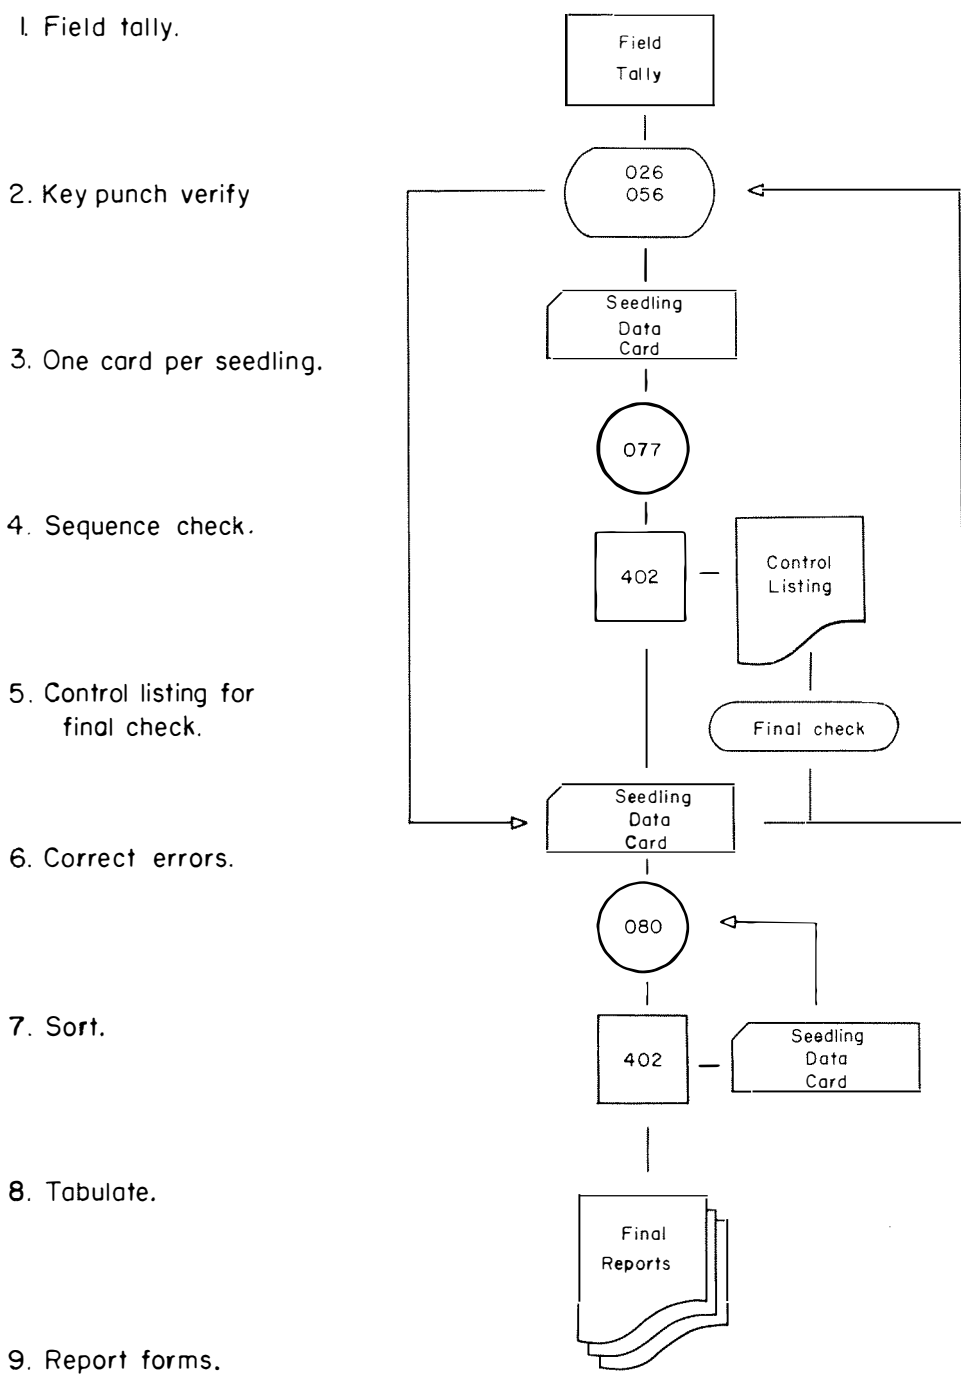 1. Field tally.
2. Key punch verify
3. One card per seedling.
4. Sequence check.
5. Control listing for
final check.
6. Correct errors.
7. Sort.
8. Tabulate.
9. Report forms.
Field
Tally
026
056
Seedling
Data
Card
077
402
Control
Listing
Final check
Seedling
Data
Card
080
402
Seedling
Data
Card
Final
Reports